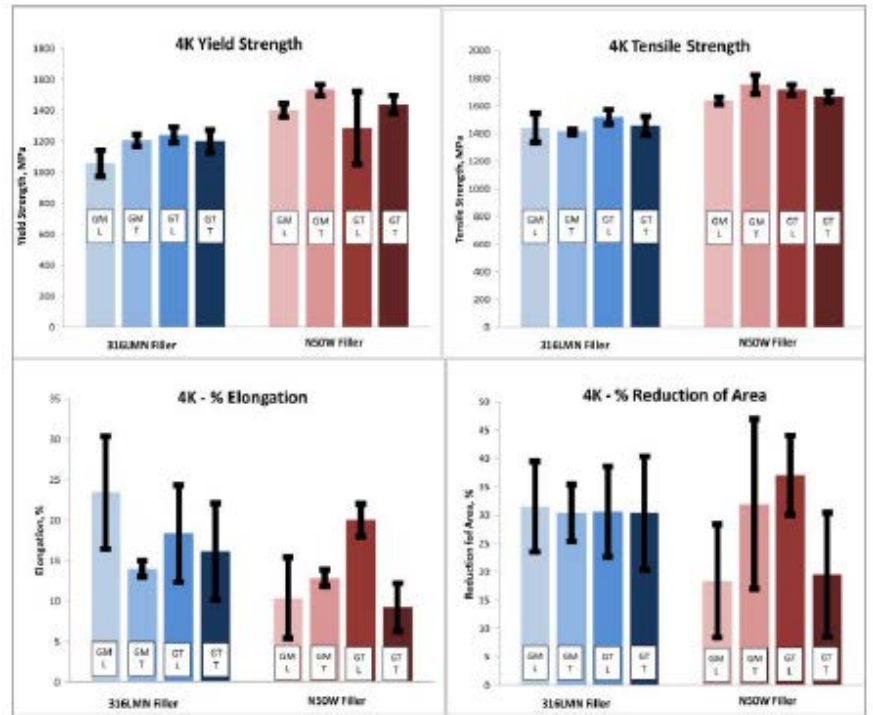 4K Yield Strength
Yield Strength, MPa
1800
1600
1400
1200
1000
800
600
400
200
0
GM
L
GM
T
GT
L
GT
T
GM
L
GM
T
GT
L
GT
T
316LMN Filler
N50W Filler
4K Tensile Strength
Tensile Strength, MPa
2000
1800
1600
1400
1200
1000
800
600
400
200
0
GM
L
GM
T
GT
L
GT
T
GM
L
GM
T
GT
L
GT
T
316LMN Filler
N50W Filler
4K - % Elongation
Elongation, %
35
30
25
20
15
10
5
0
GM
L
GM
T
GT
L
GT
T
GM
L
GM
T
GT
L
GT
T
316LMN Filler
N50W Filler
4K - % Reduction of Area
Reduction fof Area, %
50
45
40
35
30
25
20
15
10
5
0
GM
L
GM
T
GT
L
GT
T
GM
L
GM
T
GT
L
GT
T
316LMN Filler
N50W Filler